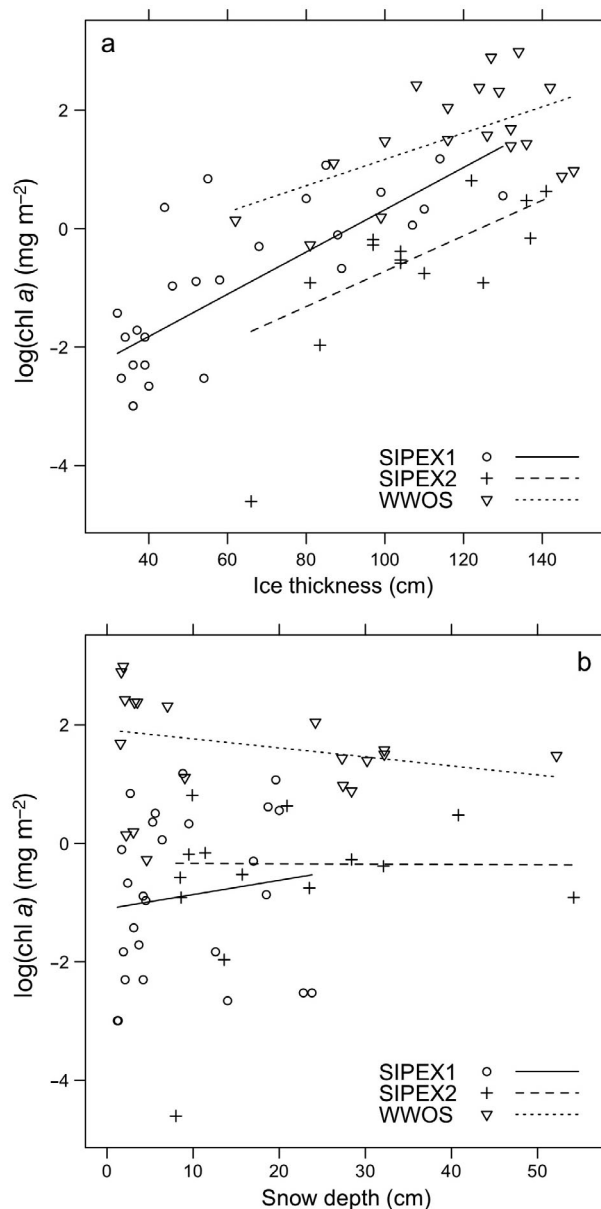 a
2
0
−2
−4
log(chl a) (mg m−2)
SIPEX1
SIPEX2
WWOS
40 60 80 100 120 140
Ice thickness (cm)
b
2
0
−2
−4
log(chl a) (mg m−2)
SIPEX1
SIPEX2
WWOS
0 10 20 30 40 50
Snow depth (cm)